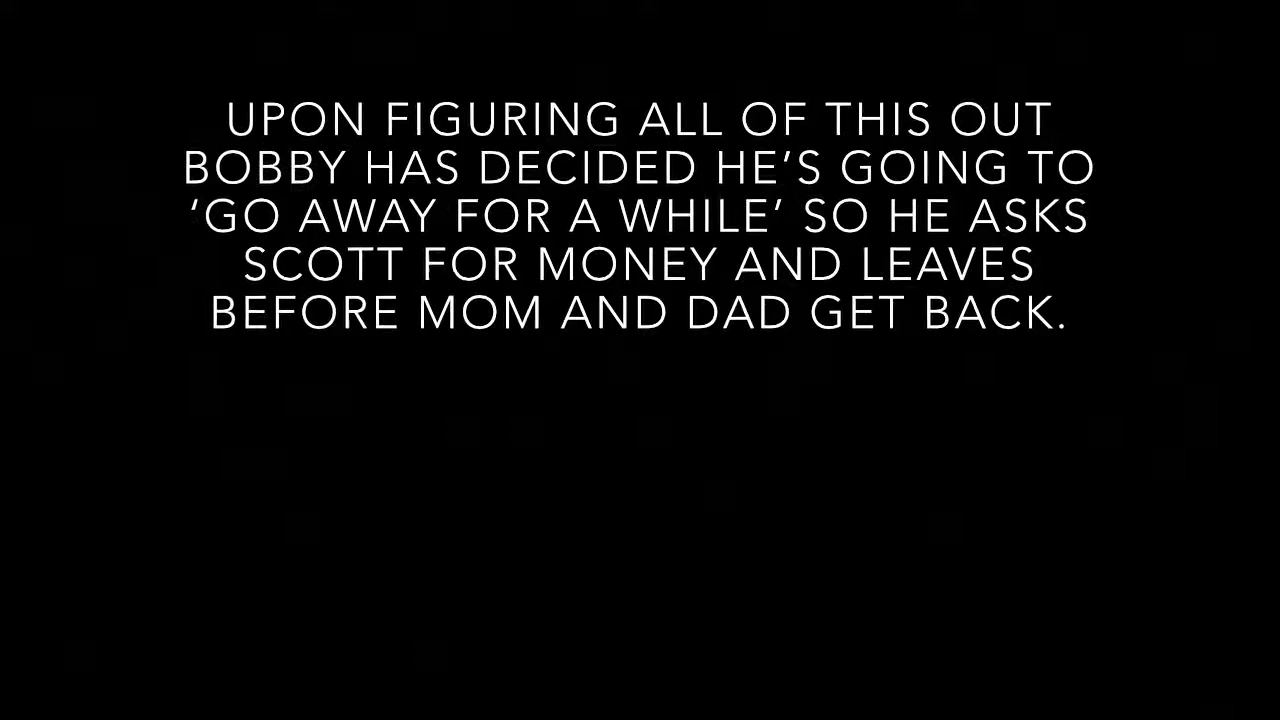 UPON FIGURING ALL OF THIS OUT
BOBBY HAS DECIDED HE’S GOING TO
‘GO AWAY FOR A WHILE’ SO HE ASKS
SCOTT FOR MONEY AND LEAVES
BEFORE MOM AND DAD GET BACK.